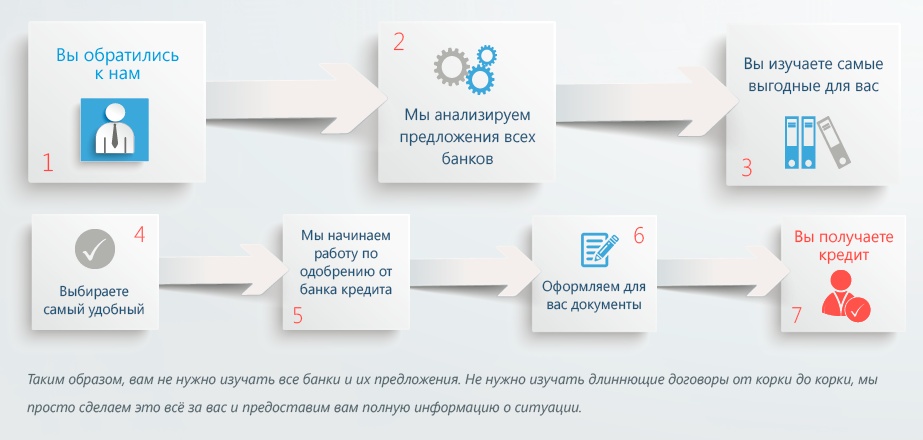 Вы обратились
к нам
1
2
Мы анализируем
предложения всех
банков
Вы изучаете самые
выгодные для вас
3
4
Выбираете
самый удобный
Мы начинаем
работу по
одобрению от
банка кредита
5
6
Оформляем для
вас документы
Вы получаете
кредит
7
Таким образом, вам не нужно изучать все банки и их предложения. Не нужно изучать длиннющие договоры от корки до корки, мы
просто сделаем это всё за вас и предоставим вам полную информацию о ситуации.